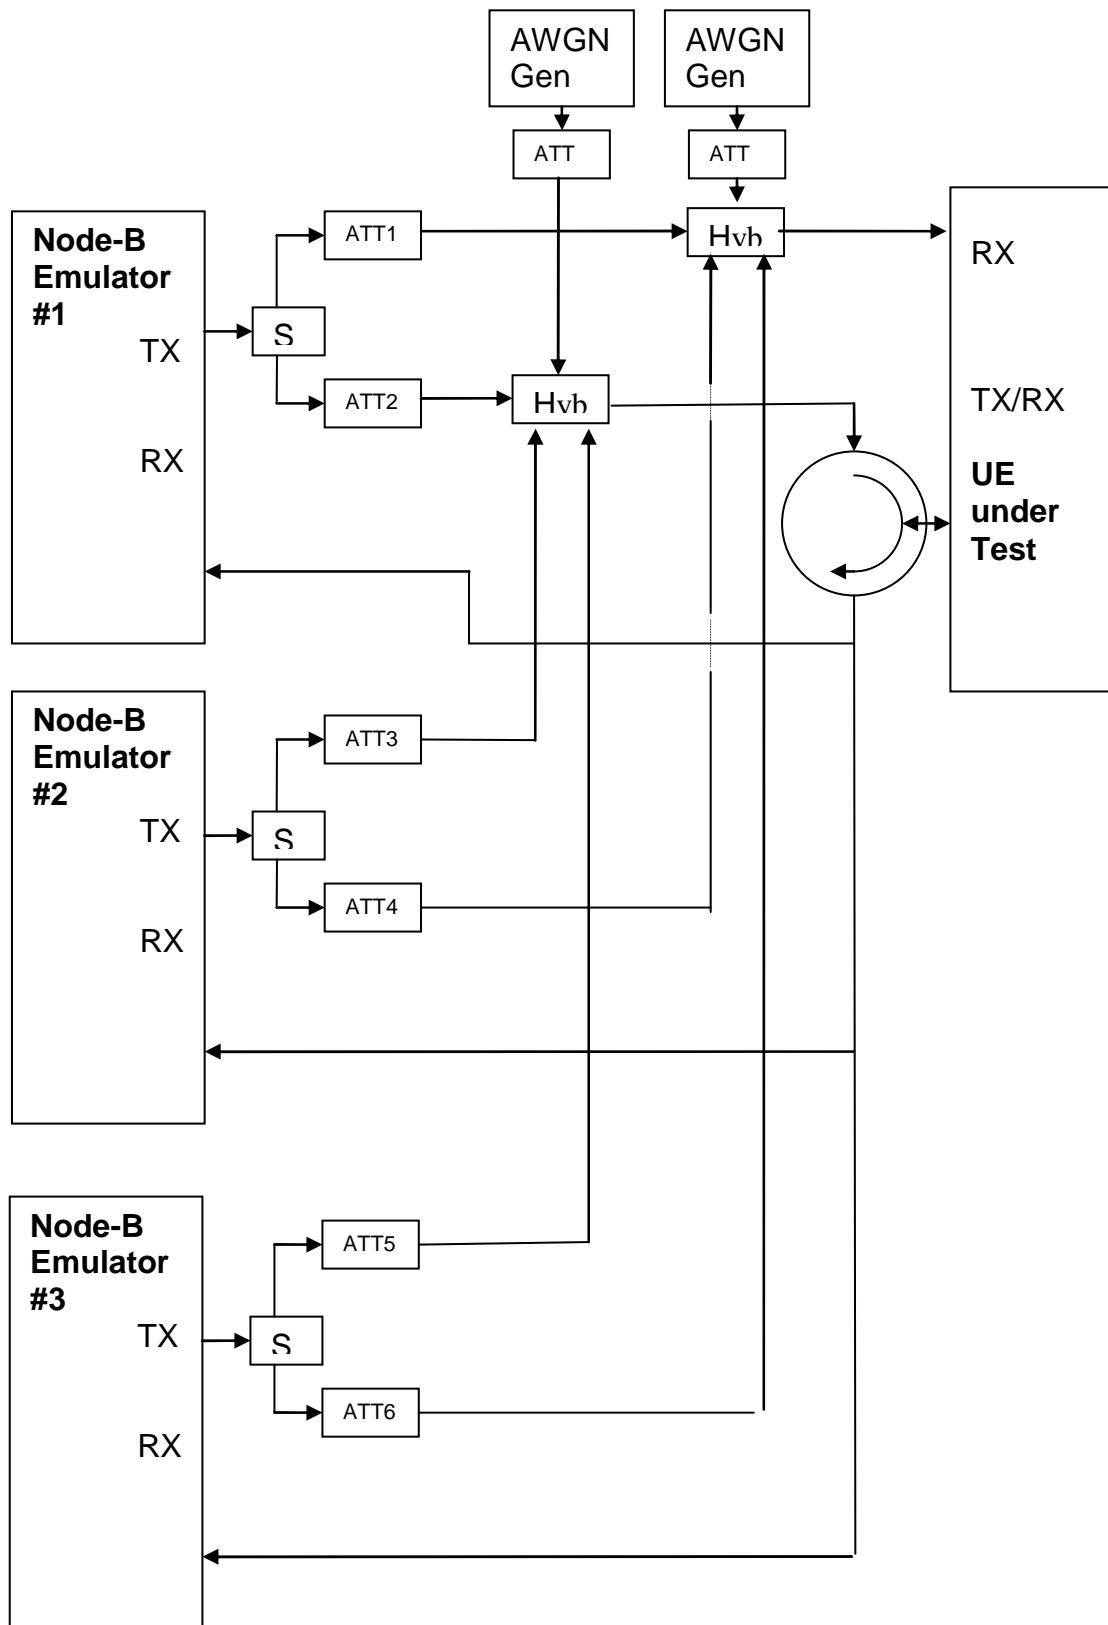 AWGN
Gen
AWGN
Gen
ATT
ATT
Node-B
Emulator
#1
TX
RX
S
ATT1
ATT2
Hyb
Hyb
RX
TX/RX
UE
under
Test
Node-B
Emulator
#2
TX
RX
S
ATT3
ATT4
Node-B
Emulator
#3
TX
RX
S
ATT5
ATT6